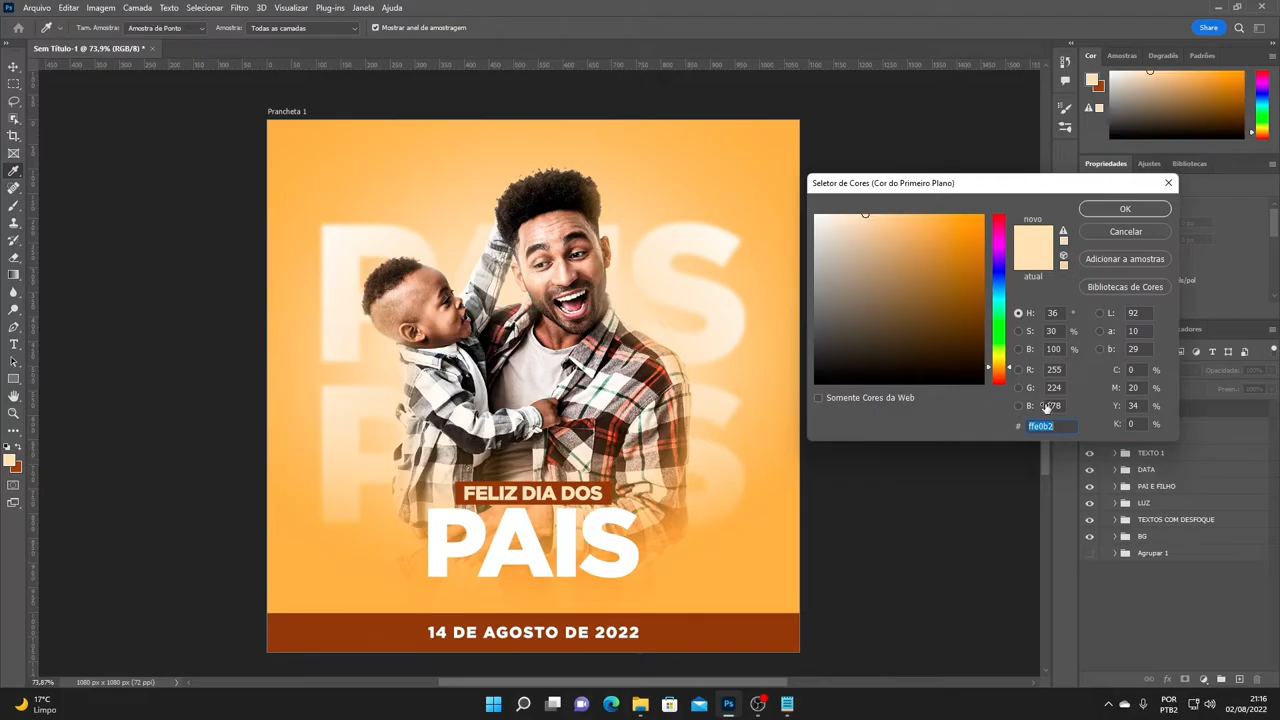 Ps Arquivo Editar Imagem Camada Texto Selecionar Filtro 3D Visualizar Plug-ins Janela Ajuda
Tam. Amostra: Amostra de Ponto Amostra: Todas as camadas Mostrar anel de amostragem Share
Sem Título-1 @ 73,9% (RGB/8) * ×
Cor Amostras Degradês Padrões
Prancheta 1
Propriedades Ajustes Bibliotecas
Seletor de Cores (Cor do Primeiro Plano)
novo
atual
OK
Cancelar
Adicionar a amostras
Bibliotecas de Cores
H: 36 ° L: 92
S: 30 % a: 10
B: 100 % b: 29
R: 255 C: 0 %
G: 224 M: 20 %
B: 178 Y: 34 %
# ffe0b2 K: 0 %
Somente Cores da Web
Opacidade: 100%
100%
TEXTO 1
DATA
PAI E FILHO
LUZ
TEXTOS COM DESFOQUE
BG
Agrupar 1
PAIS
FELIZ DIA DOS
PAIS
14 DE AGOSTO DE 2022
73,87% 1080 px x 1080 px (72 ppi)
17°C
Limpo
POR
PTB2
21:16
02/08/2022